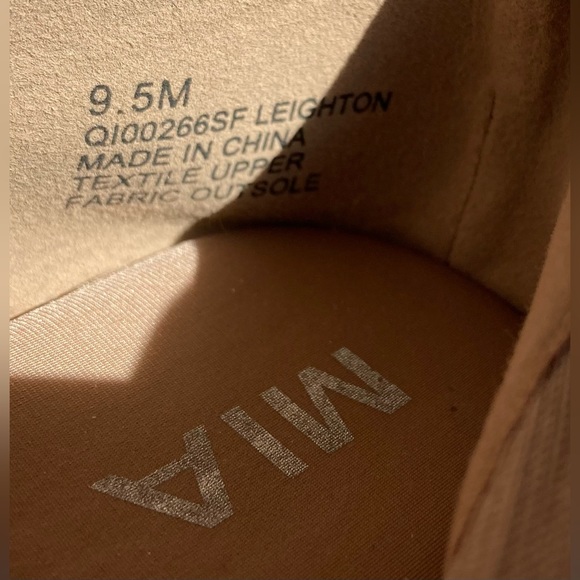 9.5M
QI00266SF LEIGHTON
MADE IN CHINA
TEXTILE UPPER
FABRIC OUTSOLE
MIA